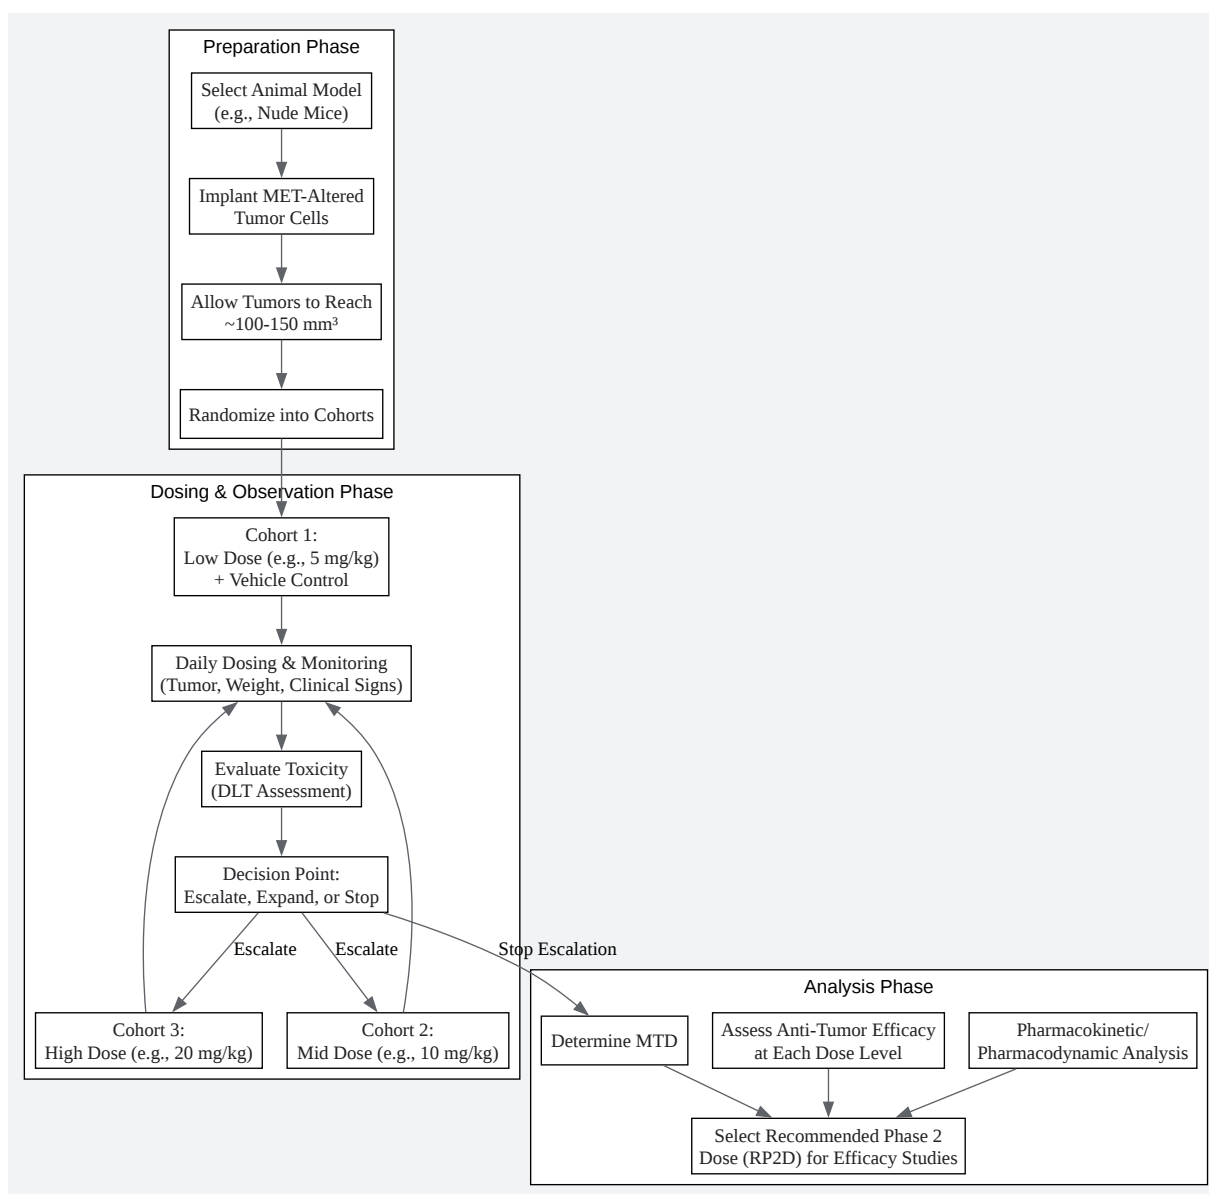 Preparation Phase
Select Animal Model
(e.g., Nude Mice)
Implant MET-Altered
Tumor Cells
Allow Tumors to Reach
~100-150 mm³
Randomize into Cohorts
Dosing & Observation Phase
Cohort 1:
Low Dose (e.g., 5 mg/kg)
+ Vehicle Control
Daily Dosing & Monitoring
(Tumor, Weight, Clinical Signs)
Evaluate Toxicity
(DLT Assessment)
Decision Point:
Escalate, Expand, or Stop
Escalate
Escalate
Stop Escalation
Cohort 3:
High Dose (e.g., 20 mg/kg)
Cohort 2:
Mid Dose (e.g., 10 mg/kg)
Analysis Phase
Determine MTD
Assess Anti-Tumor Efficacy
at Each Dose Level
Pharmacokinetic/
Pharmacodynamic Analysis
Select Recommended Phase 2
Dose (RP2D) for Efficacy Studies